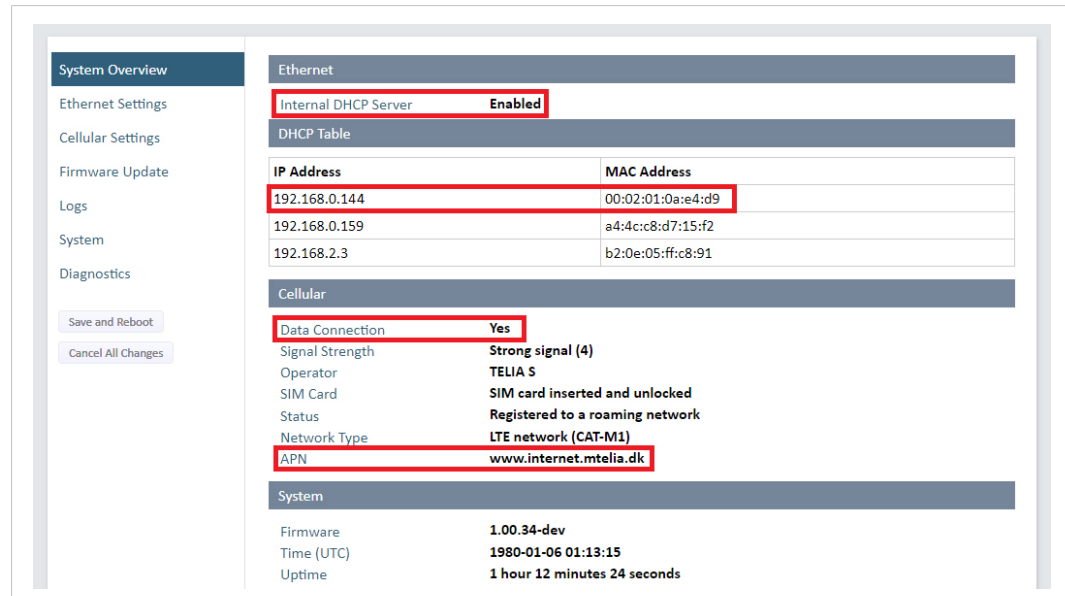 System Overview
Ethernet Settings
Cellular Settings
Firmware Update
Logs
System
Diagnostics
Save and Reboot
Cancel All Changes
Ethernet
Internal DHCP Server Enabled
DHCP Table
IP Address MAC Address
192.168.0.144 00:02:01:0a:e4:d9
192.168.0.159 a4:4c:c8:d7:15:f2
192.168.2.3 b2:0e:05:ff:c8:91
Cellular
Data Connection Yes
Signal Strength Strong signal (4)
Operator TELIA S
SIM Card SIM card inserted and unlocked
Status Registered to a roaming network
Network Type LTE network (CAT-M1)
APN www.internet.mtelia.dk
System
Firmware 1.00.34-dev
Time (UTC) 1980-01-06 01:13:15
Uptime 1 hour 12 minutes 24 seconds